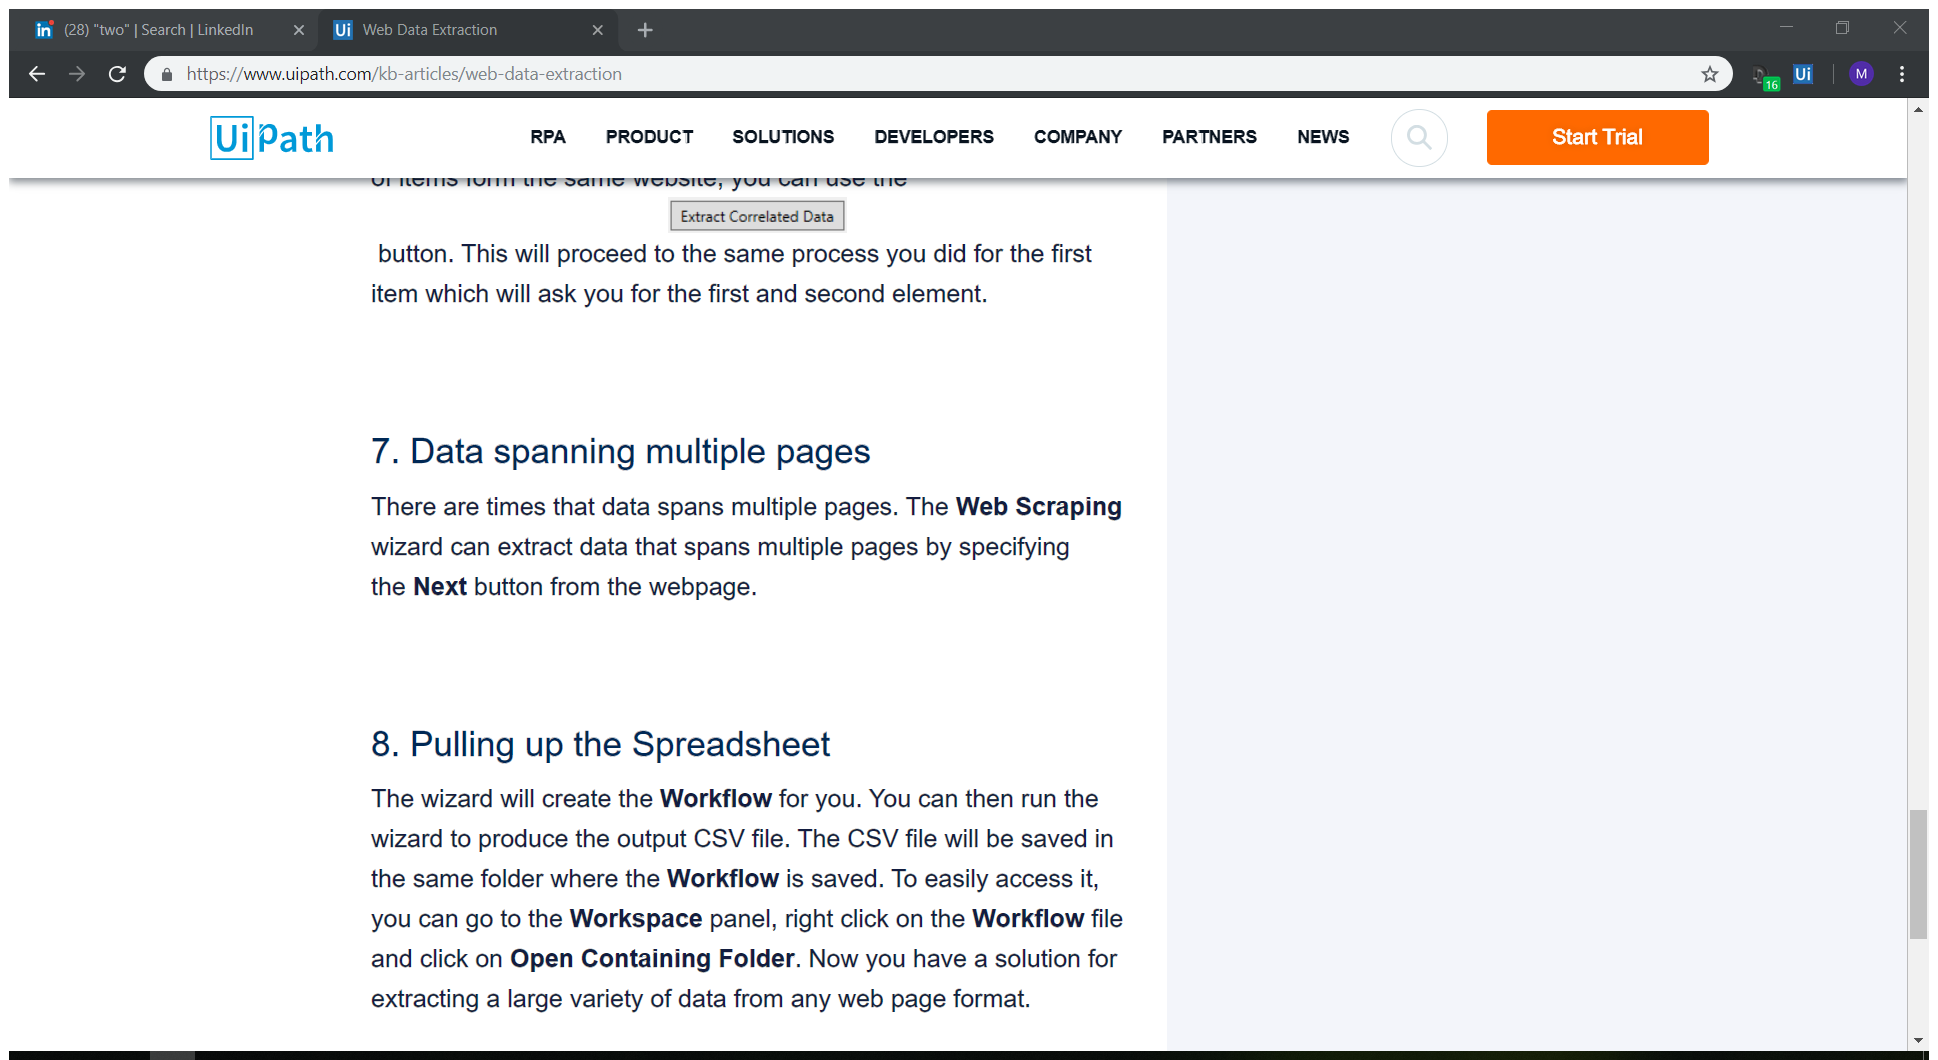 (28) "two" | Search | LinkedIn
Web Data Extraction
https://www.uipath.com/kb-articles/web-data-extraction
16
Ui
M
UiPath
RPA PRODUCT SOLUTIONS DEVELOPERS COMPANY PARTNERS NEWS Start Trial
of items form the same website, you can use the
Extract Correlated Data
button. This will proceed to the same process you did for the first
item which will ask you for the first and second element.
7. Data spanning multiple pages
There are times that data spans multiple pages. The Web Scraping
wizard can extract data that spans multiple pages by specifying
the Next button from the webpage.
8. Pulling up the Spreadsheet
The wizard will create the Workflow for you. You can then run the
wizard to produce the output CSV file. The CSV file will be saved in
the same folder where the Workflow is saved. To easily access it,
you can go to the Workspace panel, right click on the Workflow file
and click on Open Containing Folder. Now you have a solution for
extracting a large variety of data from any web page format.